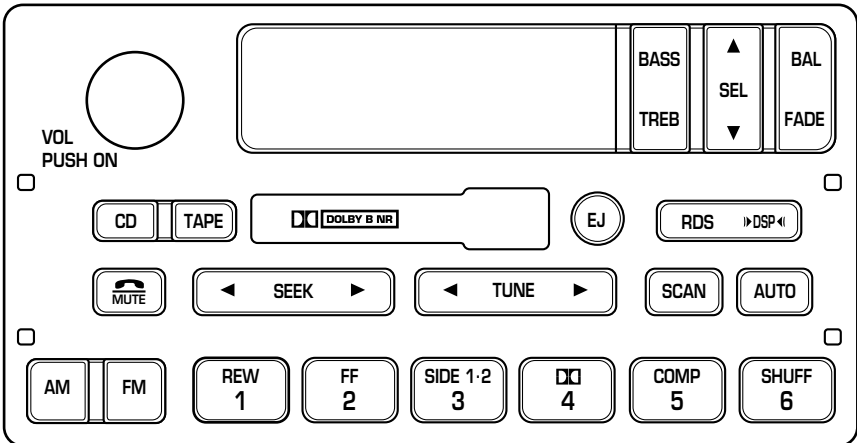 BASS
TREB
▲
SEL
▼
BAL
FADE
VOL
PUSH ON
CD
TAPE
DOLBY B NR
EJ
RDS
DSP
MUTE
◄ SEEK ►
◄ TUNE ►
SCAN
AUTO
AM
FM
REW
1
FF
2
SIDE 1·2
3
4
COMP
5
SHUFF
6